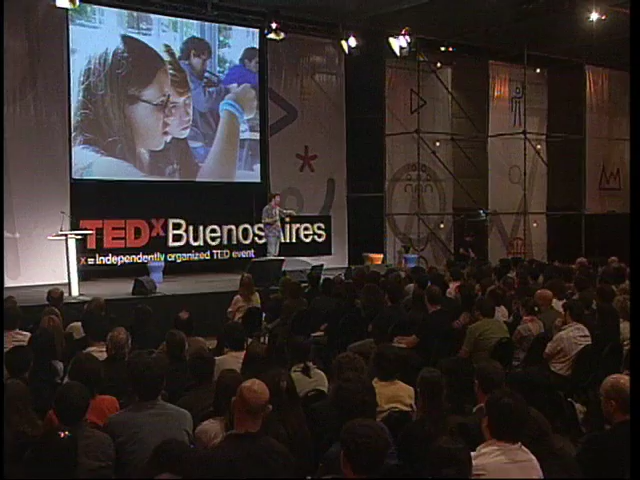 TEDxBuenosAires
x = independently organized TED event